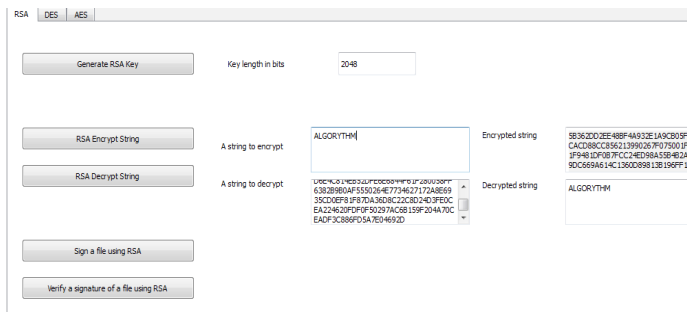 RSA DES AES
Generate RSA Key
Key length in bits
2048
RSA Encrypt String
A string to encrypt
ALGORYTHM
Encrypted string
5B362DD2EE48BF4A932E1A9CB05F
CACD88CC856213990267F075001F
1F9481DF0B7FCC24ED98A55B4B2A
9DC669A614C1360D89813B196FF1
RSA Decrypt String
A string to decrypt
6382B9B0AF5550264E7734627172A8E69
35CD0EF81F87DA36D8C22C8D24D3FE0C
EA224620FDF0F50297AC6B159F204A70C
EADF3C886FD5A7E04692D
Decrypted string
ALGORYTHM
Sign a file using RSA
Verify a signature of a file using RSA